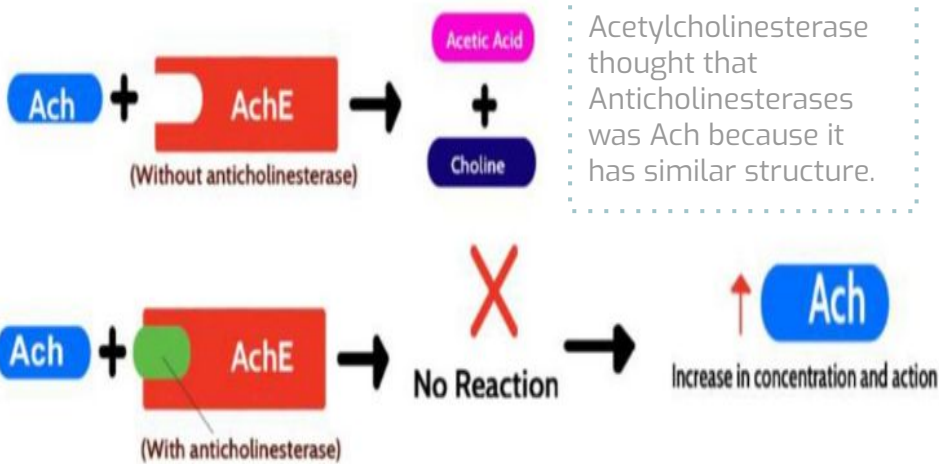 Ach
+
AchE
(Without anticholinesterase)
Acetic Acid
+
Choline
Acetylcholinesterase
thought that
Anticholinesterases
was Ach because it
has similar structure.
Ach
+
AchE
(With anticholinesterase)
No Reaction
Ach
Increase in concentration and action